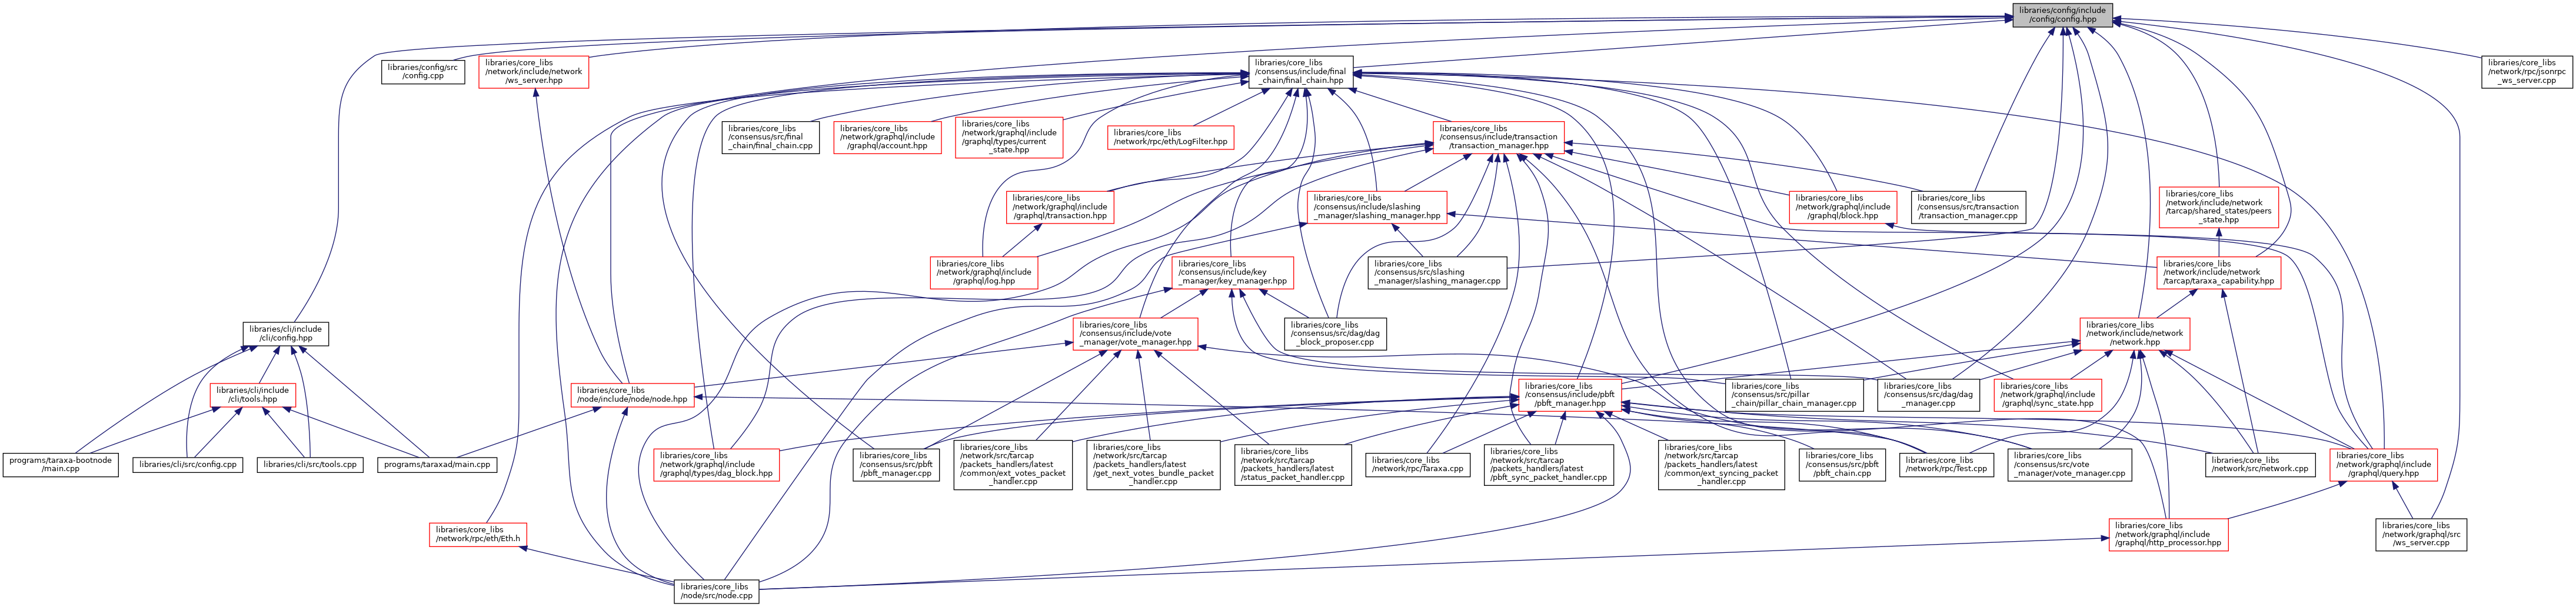 libraries/config/include
/config/config.hpp
libraries/config/src
/config.cpp
libraries/core_libs
/network/include/network
/ws_server.hpp
libraries/core_libs
/consensus/include/final
_chain/final_chain.hpp
libraries/core_libs
/network/rpc/jsonrpc
_ws_server.cpp
libraries/core_libs
/consensus/src/final
_chain/final_chain.cpp
libraries/core_libs
/network/graphql/include
/graphql/account.hpp
libraries/core_libs
/network/graphql/include
/graphql/types/current
_state.hpp
libraries/core_libs
/network/rpc/eth/LogFilter.hpp
libraries/core_libs
/consensus/include/transaction
/transaction_manager.hpp
libraries/core_libs
/network/graphql/include
/graphql/transaction.hpp
libraries/core_libs
/consensus/include/slashing
_manager/slashing_manager.hpp
libraries/core_libs
/network/graphql/include
/graphql/block.hpp
libraries/core_libs
/consensus/src/transaction
/transaction_manager.cpp
libraries/core_libs
/network/include/network
/tarcap/shared_states/peers
_state.hpp
libraries/core_libs
/network/graphql/include
/graphql/log.hpp
libraries/core_libs
/consensus/include/key
_manager/key_manager.hpp
libraries/core_libs
/consensus/src/slashing
_manager/slashing_manager.cpp
libraries/core_libs
/network/include/network
/tarcap/taraxa_capability.hpp
libraries/cli/include
/cli/config.hpp
libraries/core_libs
/consensus/include/vote
_manager/vote_manager.hpp
libraries/core_libs
/consensus/src/dag/dag
_block_proposer.cpp
libraries/core_libs
/network/include/network
/network.hpp
libraries/cli/include
/cli/tools.hpp
libraries/core_libs
/node/include/node/node.hpp
libraries/core_libs
/consensus/include/pbft
/pbft_manager.hpp
libraries/core_libs
/consensus/src/pillar
_chain/pillar_chain_manager.cpp
libraries/core_libs
/consensus/src/dag/dag
_manager.cpp
libraries/core_libs
/network/graphql/include
/graphql/sync_state.hpp
programs/taraxa-bootnode
/main.cpp
libraries/cli/src/config.cpp
libraries/cli/src/tools.cpp
programs/taraxad/main.cpp
libraries/core_libs
/network/graphql/include
/graphql/types/dag_block.hpp
libraries/core_libs
/consensus/src/pbft
/pbft_manager.cpp
libraries/core_libs
/network/src/tarcap
/packets_handlers/latest
/common/ext_votes_packet
_handler.cpp
libraries/core_libs
/network/src/tarcap
/packets_handlers/latest
/get_next_votes_bundle_packet
_handler.cpp
libraries/core_libs
/network/src/tarcap
/packets_handlers/latest
/status_packet_handler.cpp
libraries/core_libs
/network/rpc/Taraxa.cpp
libraries/core_libs
/network/src/tarcap
/packets_handlers/latest
/pbft_sync_packet_handler.cpp
libraries/core_libs
/network/src/tarcap
/packets_handlers/latest
/common/ext_syncing_packet
_handler.cpp
libraries/core_libs
/consensus/src/pbft
/pbft_chain.cpp
libraries/core_libs
/network/rpc/Test.cpp
libraries/core_libs
/consensus/src/vote
_manager/vote_manager.cpp
libraries/core_libs
/network/src/network.cpp
libraries/core_libs
/network/graphql/include
/graphql/query.hpp
libraries/core_libs
/network/rpc/eth/Eth.h
libraries/core_libs
/network/graphql/include
/graphql/http_processor.hpp
libraries/core_libs
/network/graphql/src
/ws_server.cpp
libraries/core_libs
/node/src/node.cpp